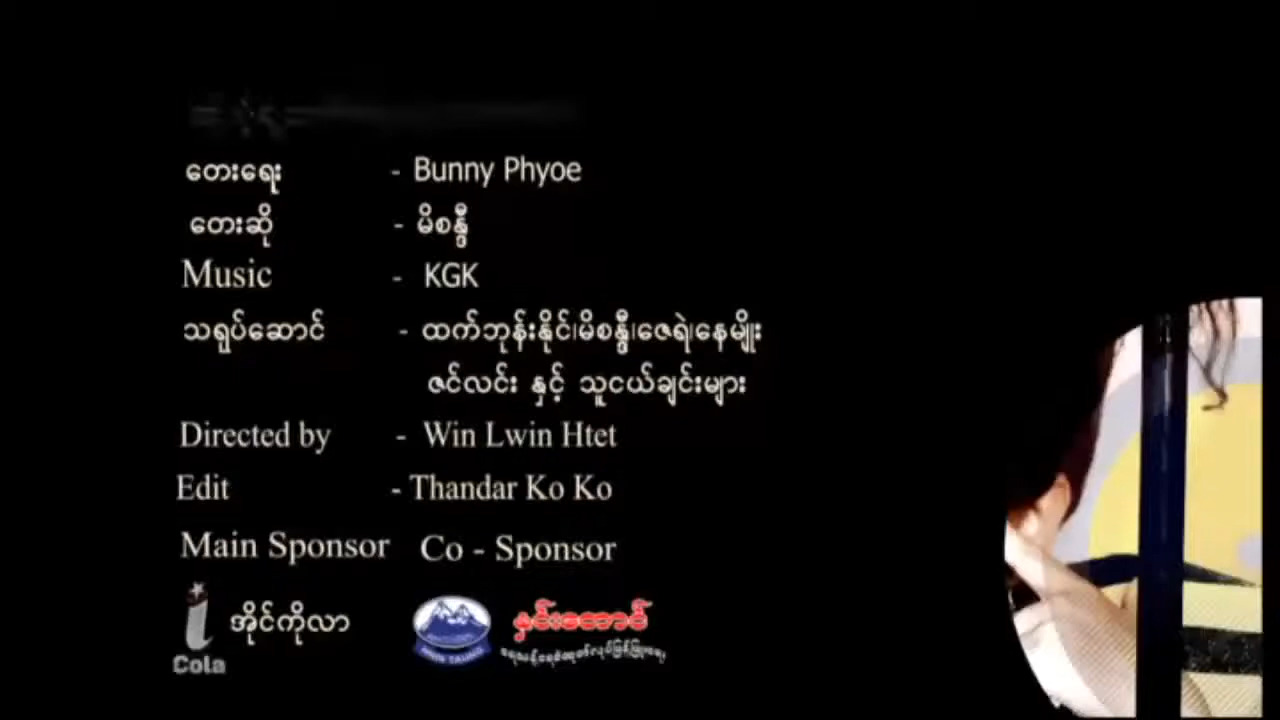 တေးရေး - Bunny Phyoe
တေးဆို - မိစန္ဒီ
Music - KGK
သရုပ်ဆောင် - ထက်ဘုန်းနိုင်၊မိစန္ဒီ၊ဇေရဲ၊နေမျိုး
ဇင်လင်း နှင့် သူငယ်ချင်းများ
Directed by - Win Lwin Htet
Edit - Thandar Ko Ko
Main Sponsor Co - Sponsor
အိုင်ကိုလာ နှင်းတောင်
Cola